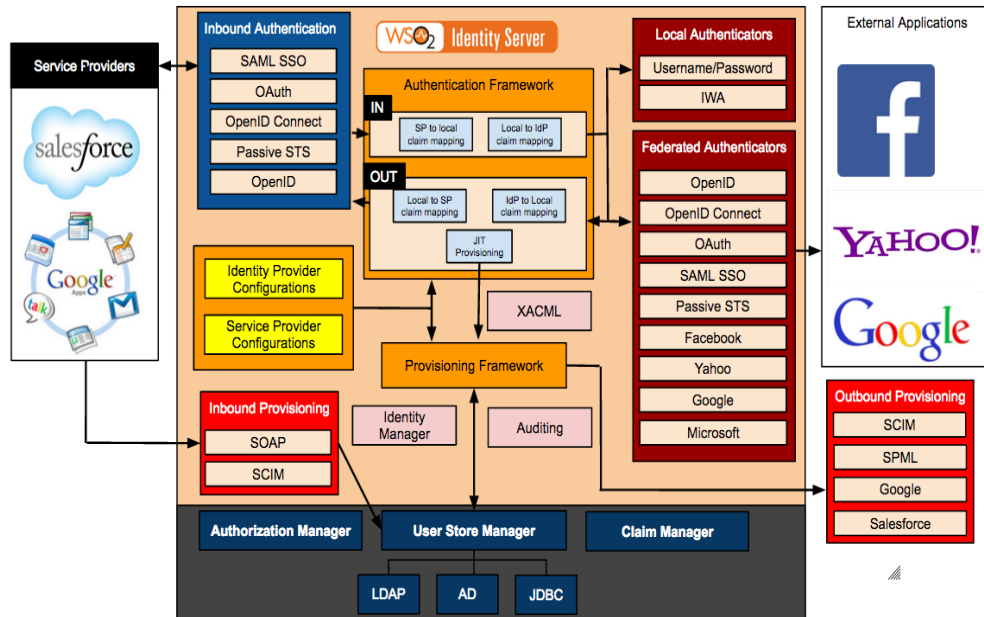 Service Providers
salesforce
Google
Apps
talk
Inbound Authentication
SAML SSO
OAuth
OpenID Connect
Passive STS
OpenID
WSO2 Identity Server
Authentication Framework
IN
SP to local
claim mapping
Local to IdP
claim mapping
OUT
Local to SP
claim mapping
IdP to Local
claim mapping
JIT
Provisioning
Local Authenticators
Username/Password
IWA
Federated Authenticators
OpenID
OpenID Connect
OAuth
SAML SSO
Passive STS
Facebook
Yahoo
Google
Microsoft
External Applications
f
YAHOO!
Google
Identity Provider
Configurations
Service Provider
Configurations
XACML
Provisioning Framework
Identity
Manager
Auditing
Inbound Provisioning
SOAP
SCIM
Outbound Provisioning
SCIM
SPML
Google
Salesforce
Authorization Manager
User Store Manager
Claim Manager
LDAP
AD
JDBC